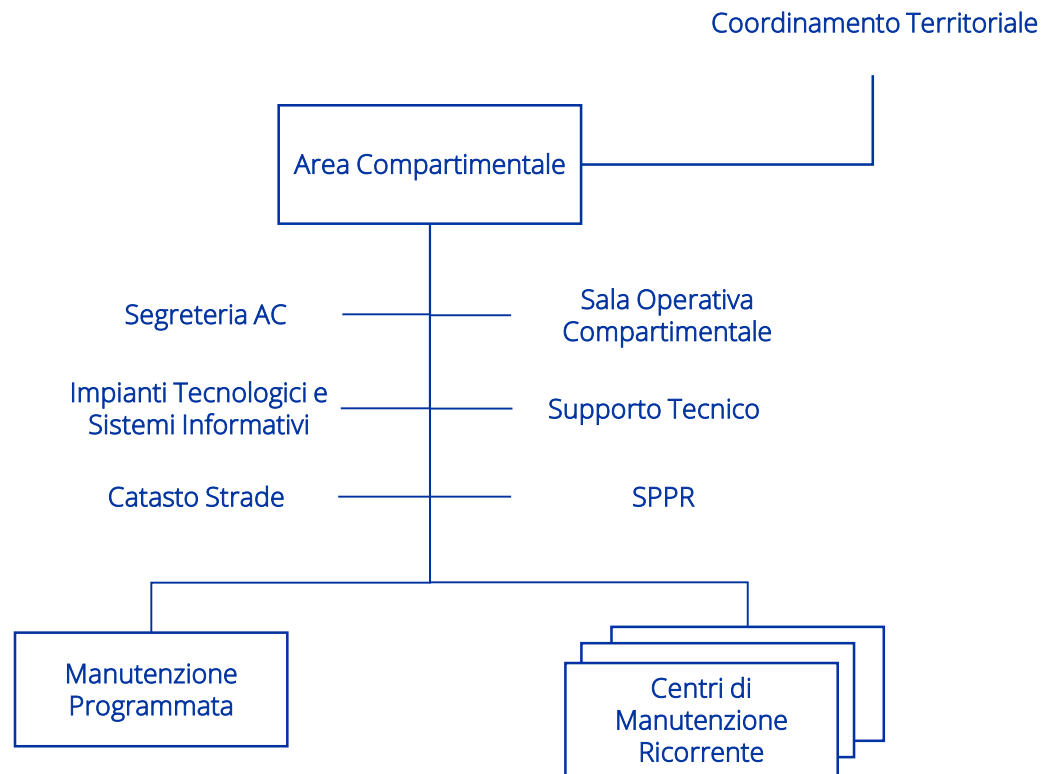 Coordinamento Territoriale
Area Compartimentale
Segreteria AC
Sala Operativa
Compartimentale
Impianti Tecnologici e
Sistemi Informativi
Supporto Tecnico
Catasto Strade
SPPR
Manutenzione
Programmata
Centri di
Manutenzione
Ricorrente